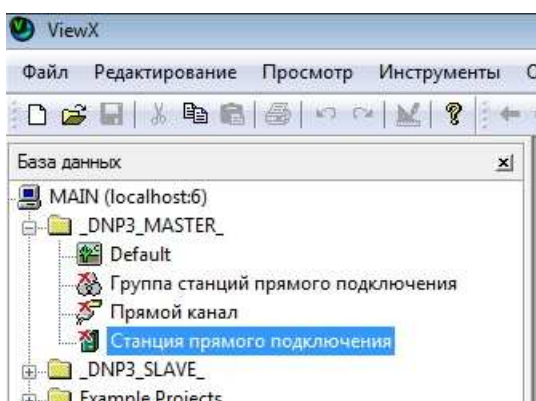 ViewX
Файл Редактирование Просмотр Инструменты
База данных
MAIN (localhost:6)
_DNP3_MASTER_
Default
Группа станций прямого подключения
Прямой канал
Станция прямого подключения
_DNP3_SLAVE_
Example Projects